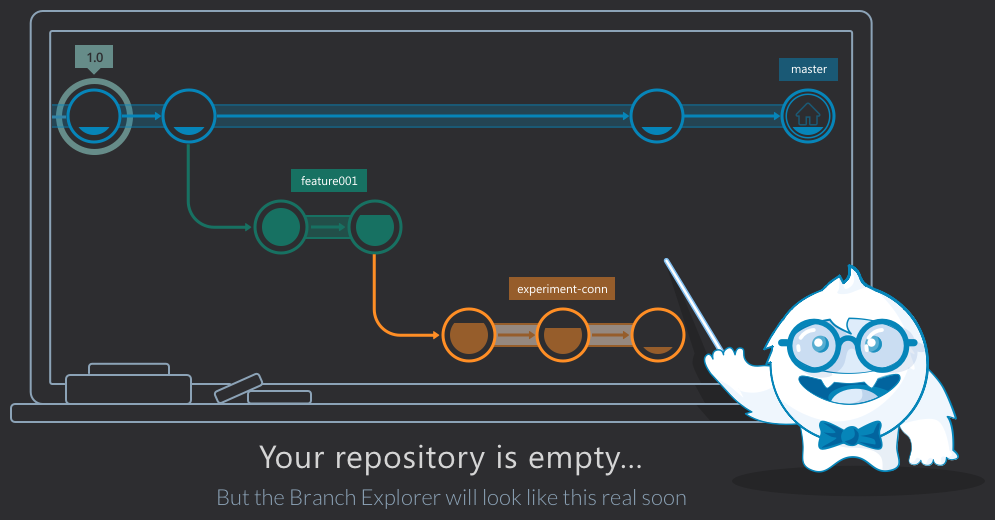 1.0
master
feature001
experiment-conn
Your repository is empty...
But the Branch Explorer will look like this real soon